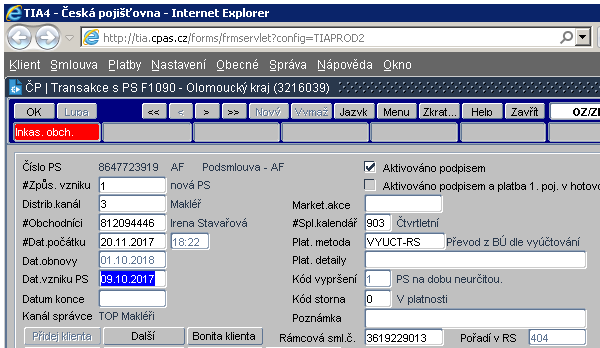 TIA4 - Česká pojišťovna - Internet Explorer
http://tia.cpas.cz/forms/frmservlet?config=TIAPROD2
Klient Smlouva Platby Nastavení Obecné Správa Nápověda Okno
ČP | Transakce s PS F1090 - Olomoucký kraj (3216039)
OK Lupa << < > >> Nový Vymaž Jazyk Menu Zkrat... Help Zavřít
Inkas. obch.
Číslo PS 8647723919 AF Podsmlouva - AF Aktivováno podpisem
#Způs. vzniku 1 nová PS Aktivováno podpisem a platba 1. poj. v hotovo
Distrib.kanál 3 Makléř Market.akce
#Obchodníci 812094446 Irena Stavařová #Spl.kalendář 903 Čtvrtletní
#Dat.počátku 20.11.2017 18:22 Plat. metoda VYUCT-RS Převod z BÚ dle vyúčtování
Dat.obnovy 01.10.2018 Plat. detaily
Dat.vzniku PS 09.10.2017 Kód vypršení 1 PS na dobu neurčitou.
Datum konce Kód storna 0 V platnosti
Kanál správce TOP Makléři Poznámka
Přidej klienta Další Bonita klienta Rámcová sml.č. 3619229013 Pořadí v RS 404